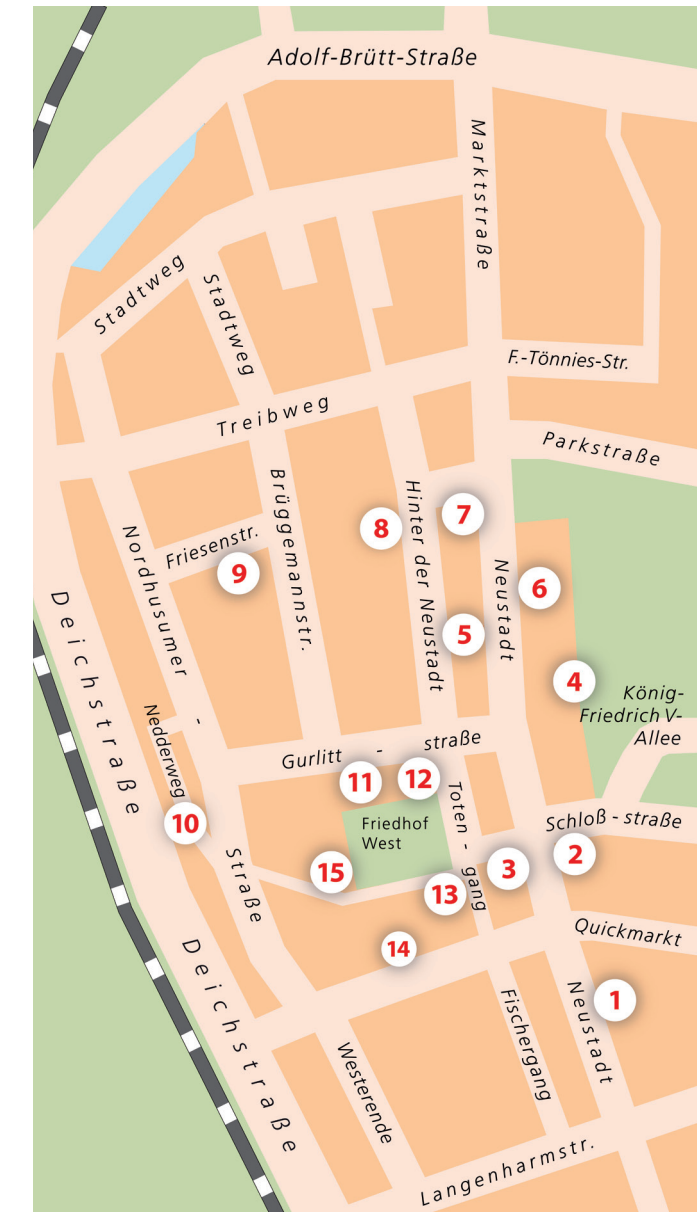 Adolf-Brütt-Straße
Marktstraße
Stadtweg
Stadtweg
F.-Tönnies-Str.
Treibweg
Parkstraße
Brüggemannstr.
Hinter der Neustadt
7
8
Nordhusumer -
Friesenstr.
9
Neustadt
6
Deichstraße
5
4
König-
Friedrich V-
Allee
Nedderweg
Gurlitt - straße
11
12
Toten - gang
Schloß - straße
10
Friedhof
West
2
Straße
15
3
13
Quickmarkt
14
Deichstraße
1
Neustadt
Fischergang
Westerende
Langenharmstr.